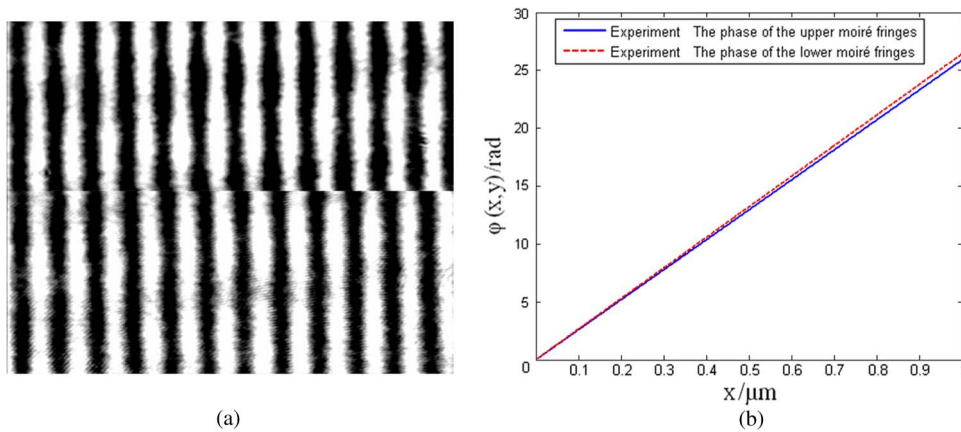 30
Experiment The phase of the upper moiré fringes
Experiment The phase of the lower moiré fringes
25
20
15
10
5
0
φ(x,y)/rad
0.1 0.2 0.3 0.4 0.5 0.6 0.7 0.8 0.9 1
x/μm
(a)
(b)